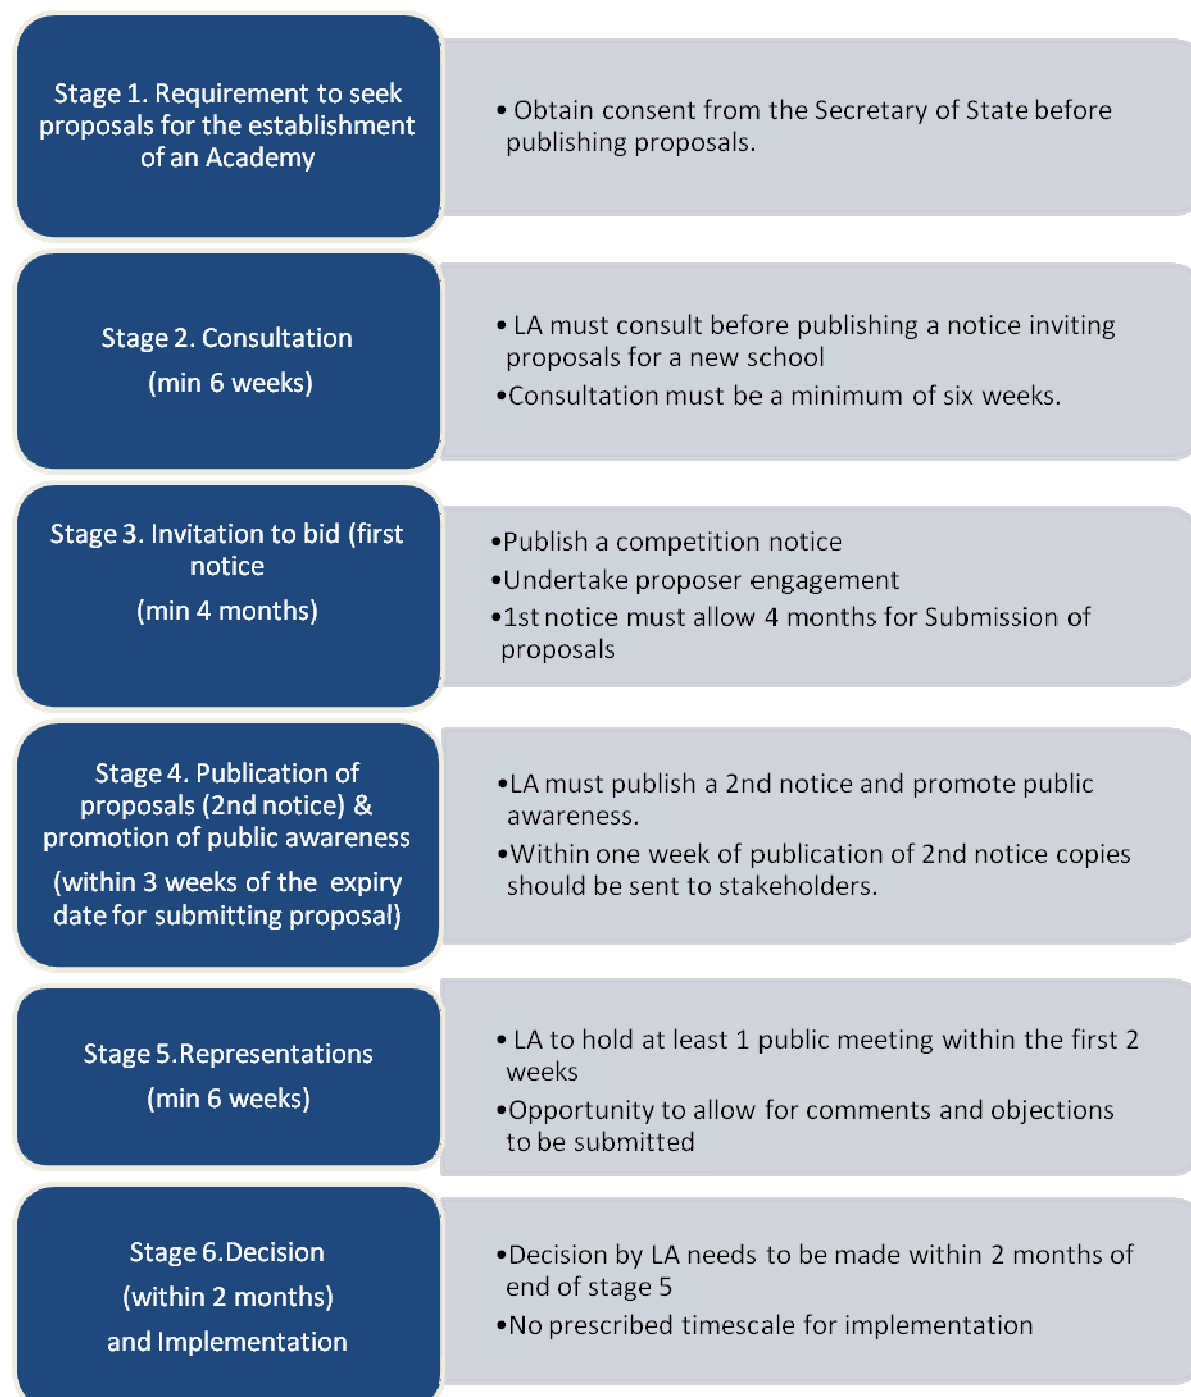 Stage 1. Requirement to seek
proposals for the establishment
of an Academy
• Obtain consent from the Secretary of State before
publishing proposals.
Stage 2. Consultation
(min 6 weeks)
• LA must consult before publishing a notice inviting
proposals for a new school
•Consultation must be a minimum of six weeks.
Stage 3. Invitation to bid (first
notice
(min 4 months)
•Publish a competition notice
•Undertake proposer engagement
•1st notice must allow 4 months for Submission of
proposals
Stage 4. Publication of
proposals (2nd notice) &
promotion of public awareness
(within 3 weeks of the expiry
date for submitting proposal)
•LA must publish a 2nd notice and promote public
awareness.
•Within one week of publication of 2nd notice copies
should be sent to stakeholders.
Stage 5.Representations
(min 6 weeks)
• LA to hold at least 1 public meeting within the first 2
weeks
•Opportunity to allow for comments and objections
to be submitted
Stage 6.Decision
(within 2 months)
and Implementation
•Decision by LA needs to be made within 2 months of
end of stage 5
•No prescribed timescale for implementation